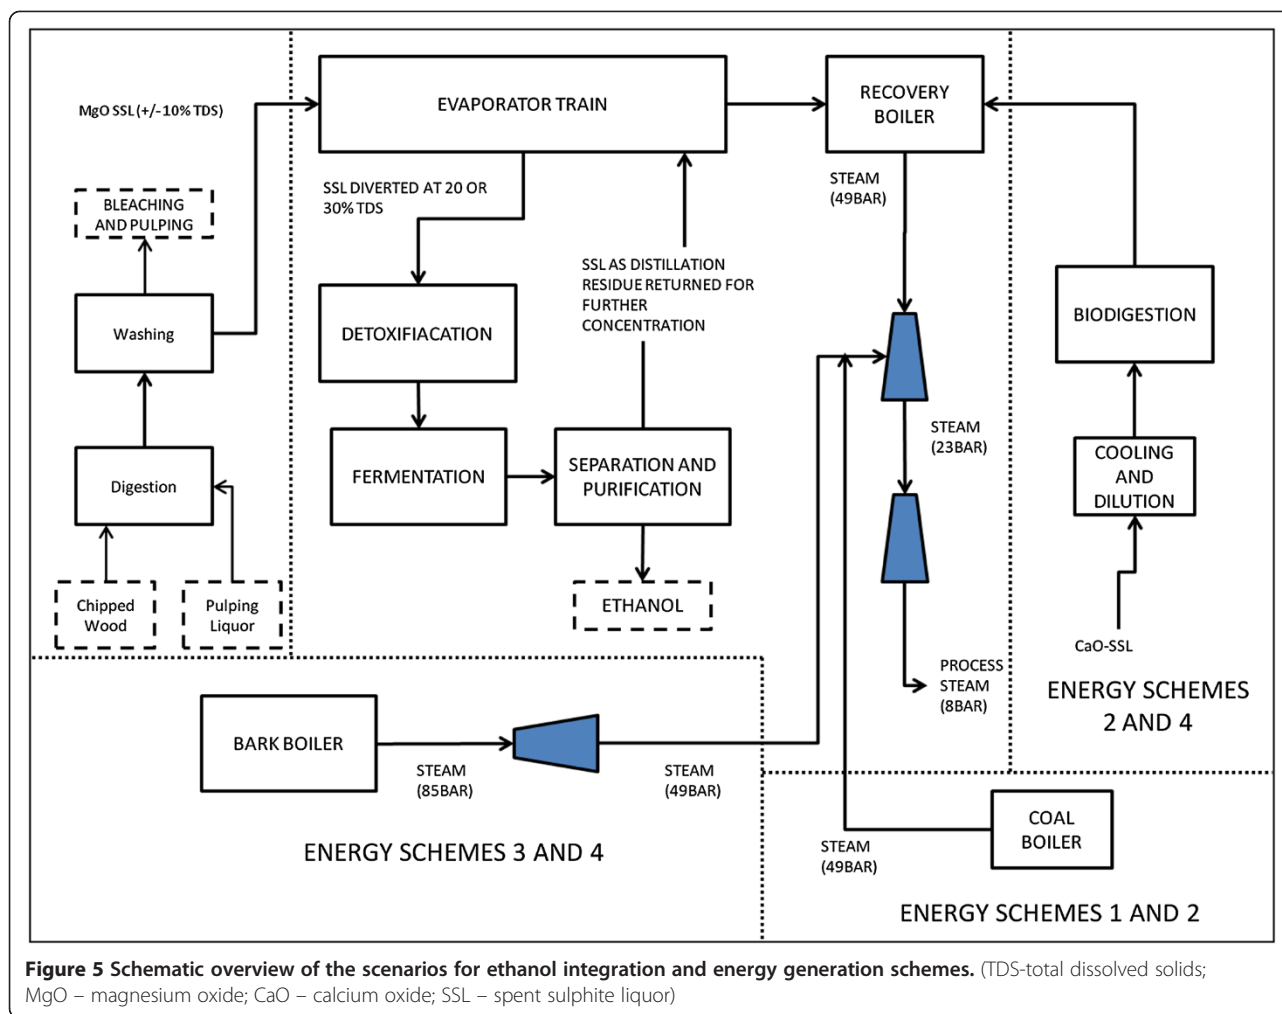 MgO SSL (+/-10% TDS)
BLEACHING
AND PULPING
Washing
Digestion
Chipped
Wood
Pulping
Liquor
EVAPORATOR TRAIN
SSL DIVERTED AT 20 OR
30% TDS
DETOXIFIACATION
FERMENTATION
SSL AS DISTILLATION
RESIDUE RETURNED FOR
FURTHER
CONCENTRATION
SEPARATION AND
PURIFICATION
ETHANOL
RECOVERY
BOILER
STEAM
(49BAR)
STEAM
(23BAR)
PROCESS
STEAM
(8BAR)
BIODIGESTION
COOLING
AND
DILUTION
CaO-SSL
ENERGY SCHEMES
2 AND 4
BARK BOILER
STEAM
(85BAR)
STEAM
(49BAR)
ENERGY SCHEMES 3 AND 4
STEAM
(49BAR)
COAL
BOILER
ENERGY SCHEMES 1 AND 2
Figure 5 Schematic overview of the scenarios for ethanol integration and energy generation schemes. (TDS-total dissolved solids;
MgO – magnesium oxide; CaO – calcium oxide; SSL – spent sulphite liquor)